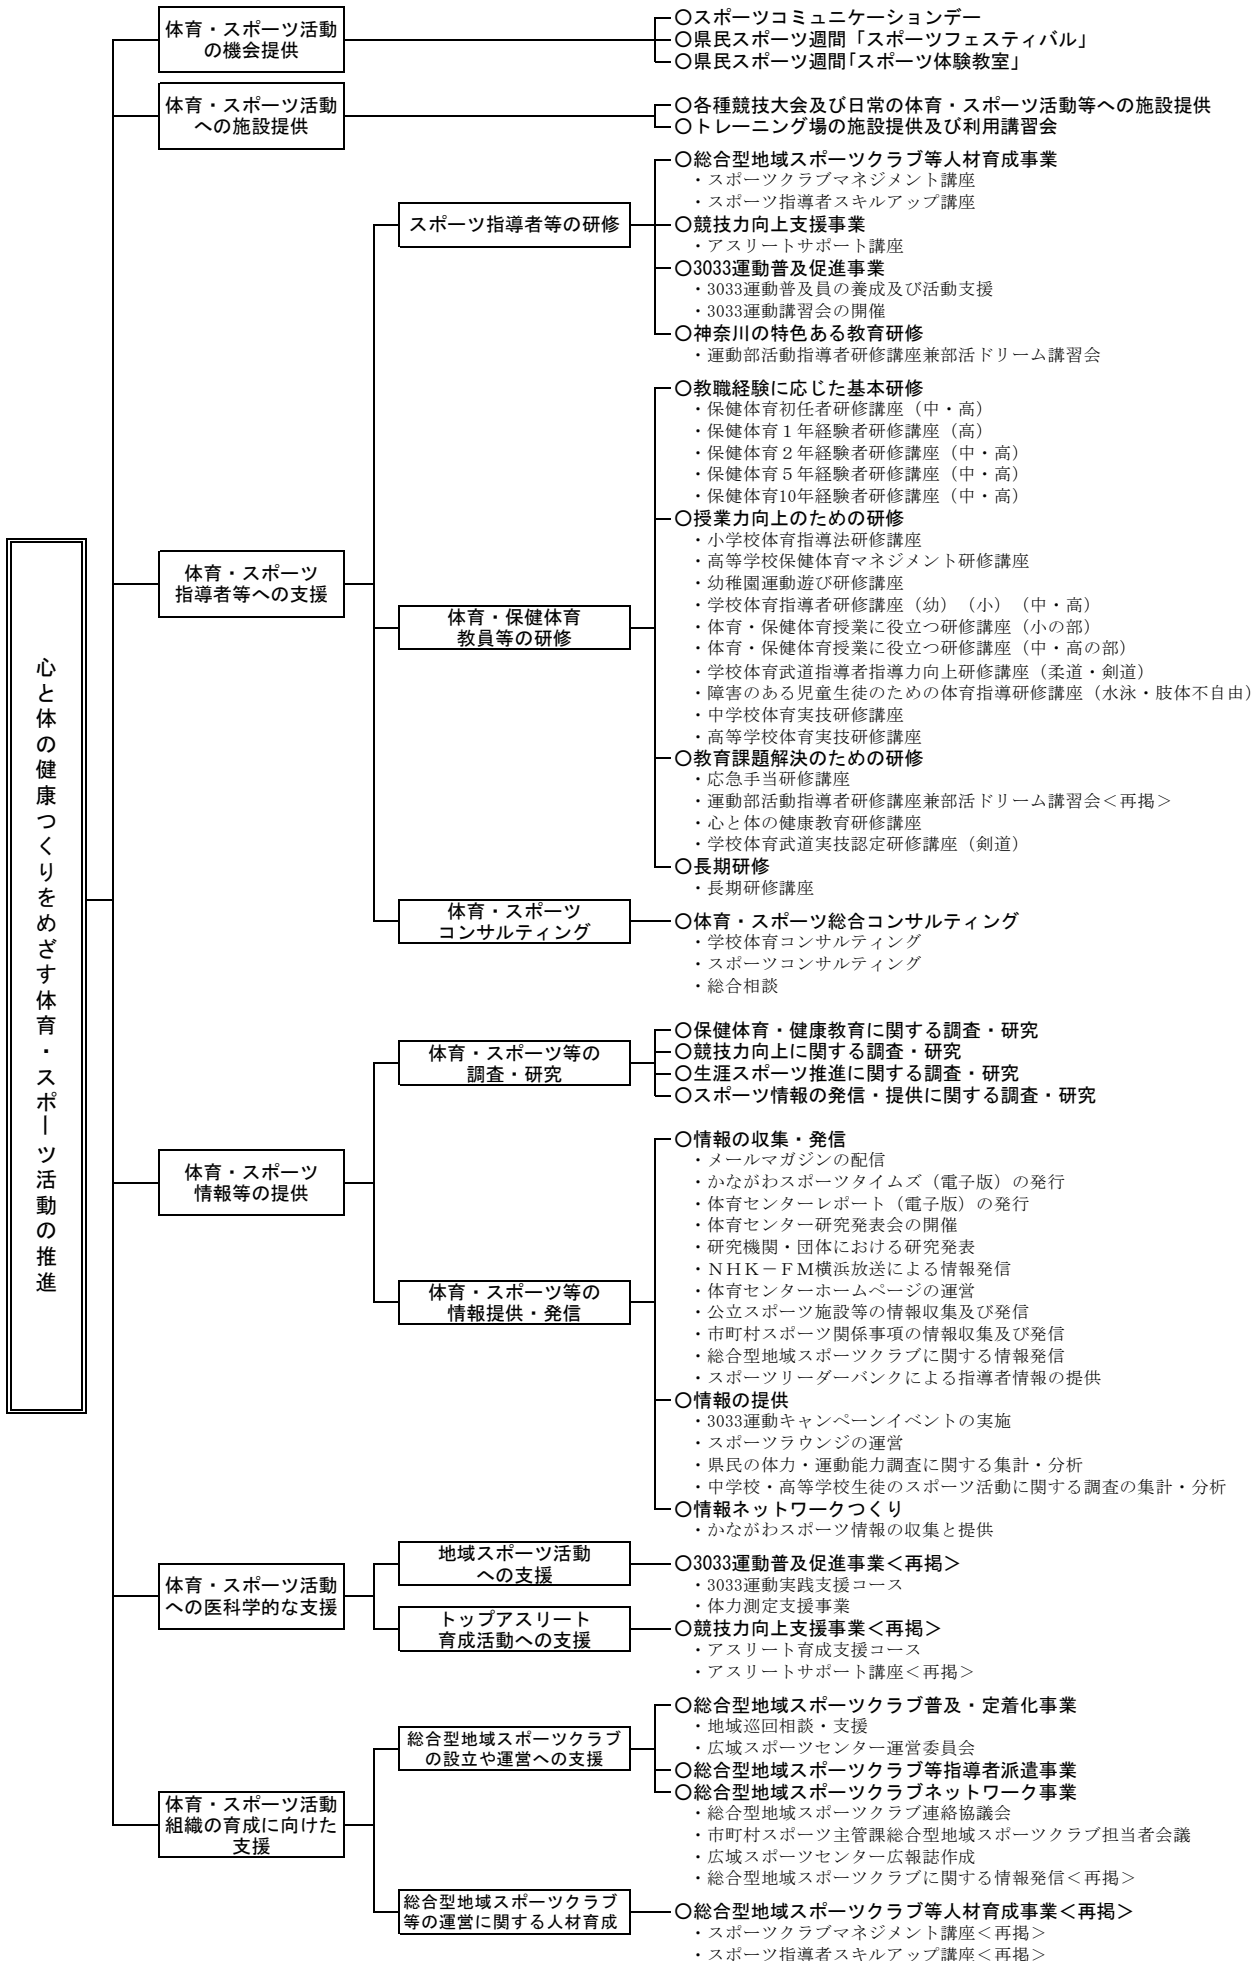 心と体の健康つくりをめざす体育・スポーツ活動の推進
体育・スポーツ活動
の機会提供
〇スポーツコミュニケーションデー
〇県民スポーツ週間「スポーツフェスティバル」
〇県民スポーツ週間「スポーツ体験教室」
体育・スポーツ活動
への施設提供
〇各種競技大会及び日常の体育・スポーツ活動等への施設提供
〇トレーニング場の施設提供及び利用講習会
体育・スポーツ
指導者等への支援
スポーツ指導者等の研修
〇総合型地域スポーツクラブ等人材育成事業
・スポーツクラブマネジメント講座
・スポーツ指導者スキルアップ講座
〇競技力向上支援事業
・アスリートサポート講座
〇3033運動普及促進事業
・3033運動普及員の養成及び活動支援
・3033運動講習会の開催
〇神奈川の特色ある教育研修
・運動部活動指導者研修講座兼部活ドリーム講習会
体育・保健体育
教員等の研修
〇教職経験に応じた基本研修
・保健体育初任者研修講座（中・高）
・保健体育１年経験者研修講座（高）
・保健体育２年経験者研修講座（中・高）
・保健体育５年経験者研修講座（中・高）
・保健体育10年経験者研修講座（中・高）
〇授業力向上のための研修
・小学校体育指導法研修講座
・高等学校保健体育マネジメント研修講座
・幼稚園運動遊び研修講座
・学校体育指導者研修講座（幼）（小）（中・高）
・体育・保健体育授業に役立つ研修講座（小の部）
・体育・保健体育授業に役立つ研修講座（中・高の部）
・学校体育武道指導者指導力向上研修講座（柔道・剣道）
・障害のある児童生徒のための体育指導研修講座（水泳・肢体不自由）
・中学校体育実技研修講座
・高等学校体育実技研修講座
〇教育課題解決のための研修
・応急手当研修講座
・運動部活動指導者研修講座兼部活ドリーム講習会＜再掲＞
・心と体の健康教育研修講座
・学校体育武道実技認定研修講座（剣道）
〇長期研修
・長期研修講座
体育・スポーツ
コンサルティング
〇体育・スポーツ総合コンサルティング
・学校体育コンサルティング
・スポーツコンサルティング
・総合相談
体育・スポーツ
情報等の提供
体育・スポーツ等の
調査・研究
〇保健体育・健康教育に関する調査・研究
〇競技力向上に関する調査・研究
〇生涯スポーツ推進に関する調査・研究
〇スポーツ情報の発信・提供に関する調査・研究
体育・スポーツ等の
情報提供・発信
〇情報の収集・発信
・メールマガジンの配信
・かながわスポーツタイムズ（電子版）の発行
・体育センターレポート（電子版）の発行
・体育センター研究発表会の開催
・研究機関・団体における研究発表
・ＮＨＫ－ＦＭ横浜放送による情報発信
・体育センターホームページの運営
・公立スポーツ施設等の情報収集及び発信
・市町村スポーツ関係事項の情報収集及び発信
・総合型地域スポーツクラブに関する情報発信
・スポーツリーダーバンクによる指導者情報の提供
〇情報の提供
・3033運動キャンペーンイベントの実施
・スポーツラウンジの運営
・県民の体力・運動能力調査に関する集計・分析
・中学校・高等学校生徒のスポーツ活動に関する調査の集計・分析
〇情報ネットワークつくり
・かながわスポーツ情報の収集と提供
体育・スポーツ活動
への医科学的な支援
地域スポーツ活動
への支援
〇3033運動普及促進事業＜再掲＞
・3033運動実践支援コース
・体力測定支援事業
トップアスリート
育成活動への支援
〇競技力向上支援事業＜再掲＞
・アスリート育成支援コース
・アスリートサポート講座＜再掲＞
体育・スポーツ活動
組織の育成に向けた
支援
総合型地域スポーツクラブ
の設立や運営への支援
〇総合型地域スポーツクラブ普及・定着化事業
・地域巡回相談・支援
・広域スポーツセンター運営委員会
〇総合型地域スポーツクラブ等指導者派遣事業
〇総合型地域スポーツクラブネットワーク事業
・総合型地域スポーツクラブ連絡協議会
・市町村スポーツ主管課総合型地域スポーツクラブ担当者会議
・広域スポーツセンター広報誌作成
・総合型地域スポーツクラブに関する情報発信＜再掲＞
総合型地域スポーツクラブ
等の運営に関する人材育成
〇総合型地域スポーツクラブ等人材育成事業＜再掲＞
・スポーツクラブマネジメント講座＜再掲＞
・スポーツ指導者スキルアップ講座＜再掲＞